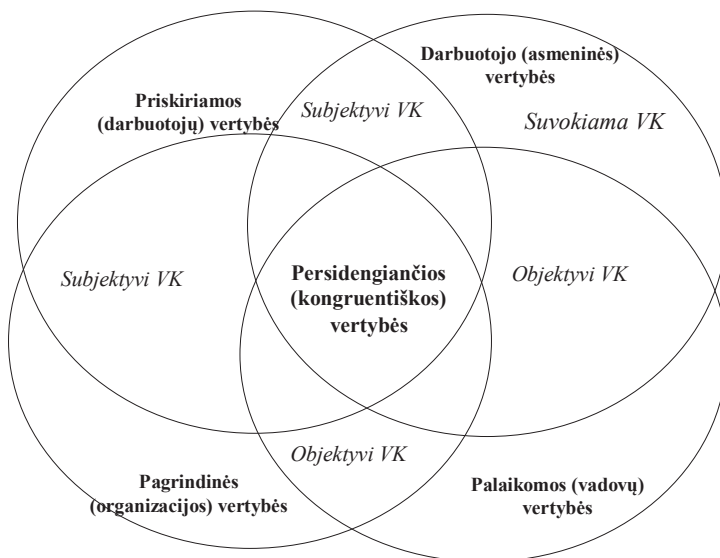 Darbuotojo (asmeninės)
vertybės
Priskiriamos
(darbuotojų) vertybės
Subjektyvi VK
Suvokiama VK
Subjektyvi VK
Persidengiančios
(kongruentiškos)
vertybės
Objektyvi VK
Objektyvi VK
Pagrindinės
(organizacijos) vertybės
Palaikomos (vadovų)
vertybės